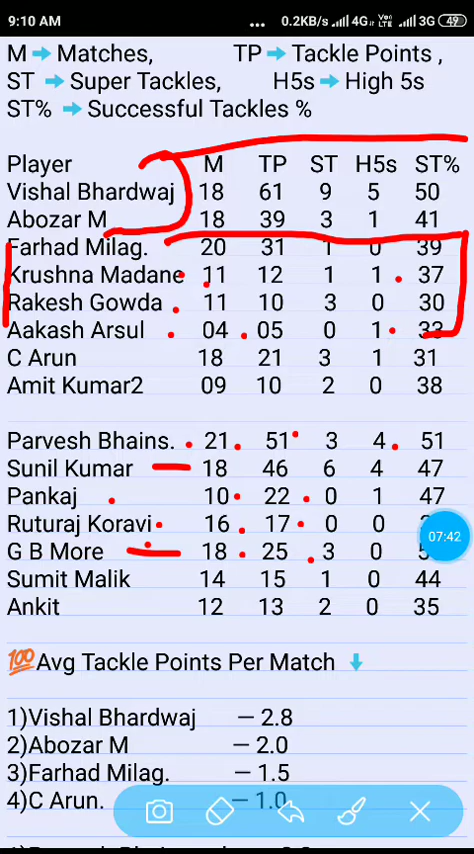 9:10 AM ... 0.2KB/s 4G VoLTE 3G 49
M ➡ Matches, TP ➡ Tackle Points ,
ST ➡ Super Tackles, H5s ➡ High 5s
ST% ➡ Successful Tackles %
Player M TP ST H5s ST%
Vishal Bhardwaj 18 61 9 5 50
Abozar M 18 39 3 1 41
Farhad Milag. 20 31 1 0 39
Krushna Madane 11 12 1 1 37
Rakesh Gowda 11 10 3 0 30
Aakash Arsul 04 05 0 1 33
C Arun 18 21 3 1 31
Amit Kumar2 09 10 2 0 38
Parvesh Bhains. 21 51 3 4 51
Sunil Kumar 18 46 6 4 47
Pankaj 10 22 0 1 47
Ruturaj Koravi 16 17 0 0
G B More 18 25 3 0
07:42
Sumit Malik 14 15 1 0 44
Ankit 12 13 2 0 35
💯Avg Tackle Points Per Match ⬇
1)Vishal Bhardwaj — 2.8
2)Abozar M — 2.0
3)Farhad Milag. — 1.5
4)C Arun. — 1.0